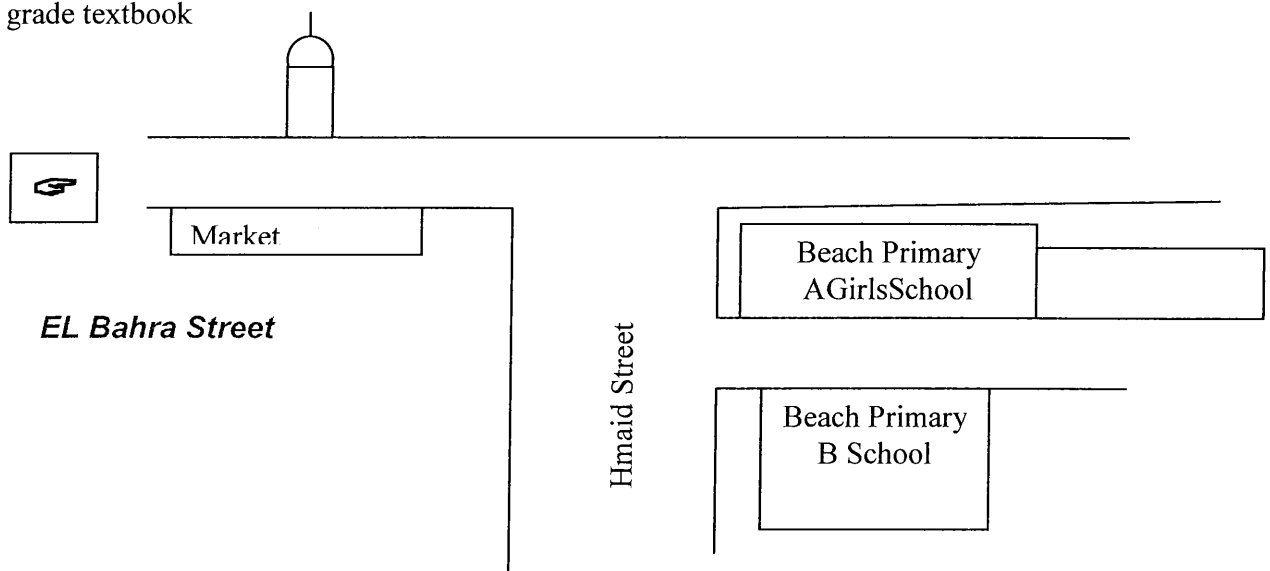 grade textbook
Market
Beach Primary
AGirlsSchool
EL Bahra Street
Hmaid Street
Beach Primary
B School